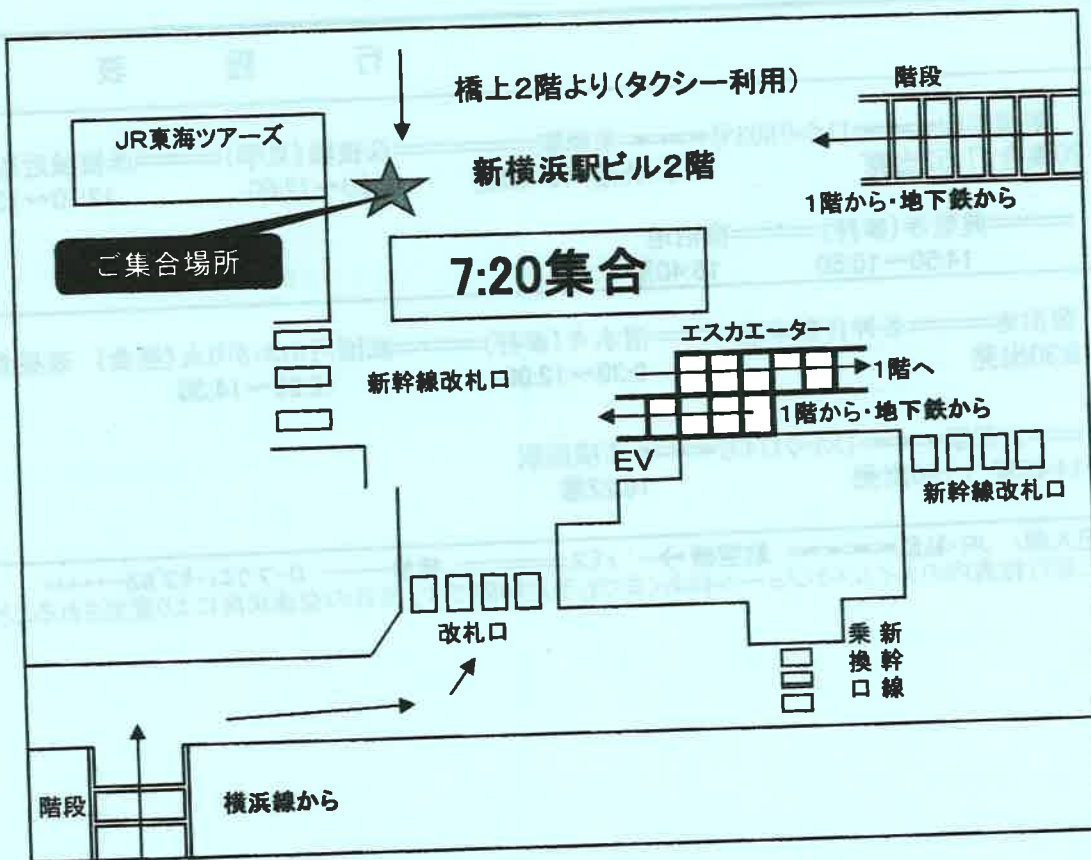 橋上2階より(タクシー利用)
階段
JR東海ツアーズ
新横浜駅ビル2階
1階から・地下鉄から
ご集合場所
7:20集合
エスカエーター
1階へ
新幹線改札口
1階から・地下鉄から
EV
新幹線改札口
改札口
新幹線
乗換口
階段
横浜線から